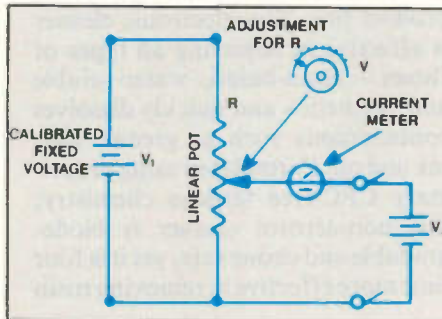 ADJUSTMENT
FOR R
V
R
CURRENT
METER
CALIBRATED
FIXED
VOLTAGE
V1
LINEAR POT
V